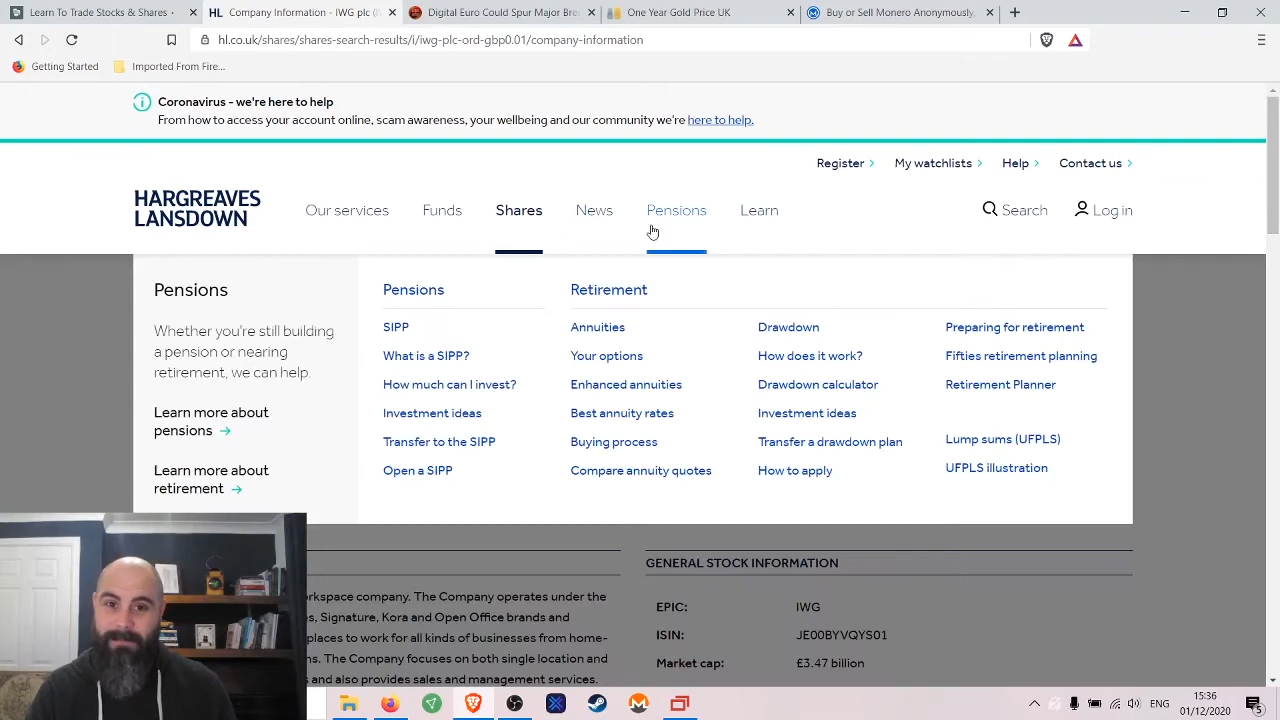 Learn To Trade Stocks & Shares -
HL Company Information - IWG plc (I
Digital Euro Could Spur Major Bre
One Year Gold Price UK
Buy or Sell Monero Anonymously.
hl.co.uk/shares/shares-search-results/i/iwg-plc-ord-gbp0.01/company-information
Getting Started
Imported From Fire...
Coronavirus - we're here to help
From how to access your account online, scam awareness, your wellbeing and our community we're here to help.
Register
My watchlists
Help
Contact us
HARGREAVES
LANSDOWN
Our services
Funds
Shares
News
Pensions
Learn
Search
Log in
Pensions
Whether you're still building
a pension or nearing
retirement, we can help.
Learn more about
pensions
Learn more about
retirement
Pensions
SIPP
What is a SIPP?
How much can I invest?
Investment ideas
Transfer to the SIPP
Open a SIPP
Retirement
Annuities
Your options
Enhanced annuities
Best annuity rates
Buying process
Compare annuity quotes
Drawdown
How does it work?
Drawdown calculator
Investment ideas
Transfer a drawdown plan
How to apply
Preparing for retirement
Fifties retirement planning
Retirement Planner
Lump sums (UFPLS)
UFPLS illustration
The Company operates under the
Signature, Kora and Open Office brands and
places to work for all kinds of businesses from home-
The Company focuses on both single location and
and also provides sales and management services.
GENERAL STOCK INFORMATION
EPIC: IWG
ISIN: JE00BYVQYS01
Market cap: £3.47 billion
ENG
15:36
01/12/2020
5